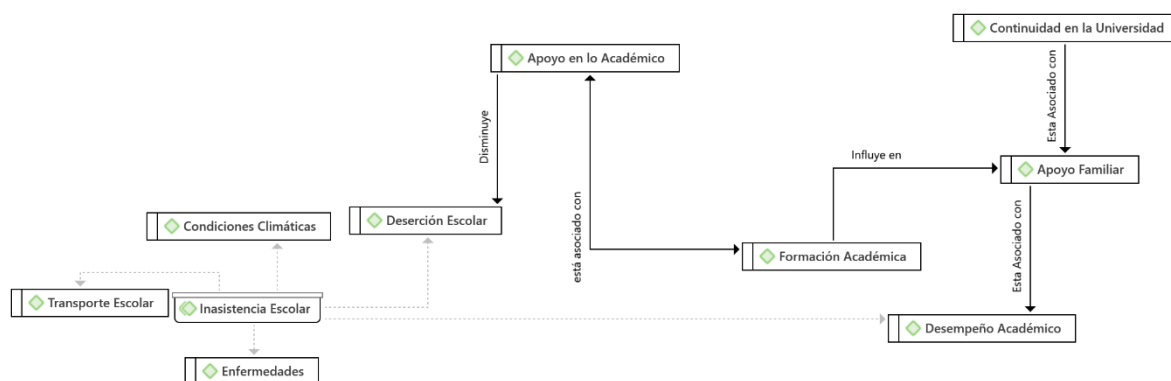 Continuidad en la Universidad
Apoyo en lo Académico
Esta Asociado con
Disminuye
Influye en
Apoyo Familiar
Deserción Escolar
Condiciones Climáticas
está asociado con
Formación Académica
Esta Asociado con
Transporte Escolar
Inasistencia Escolar
Desempeño Académico
Enfermedades